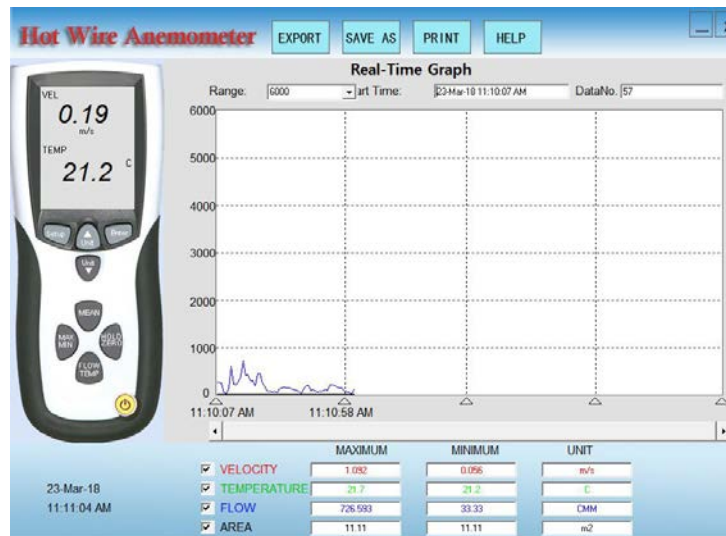 Hot Wire Anemometer EXPORT SAVE AS PRINT HELP
Real-Time Graph
Range: 6000 art Time: 23-Mar-18 11:10:07 AM DataNo. 57
VEL
0.19
m/s
TEMP
21.2 C
Setup Unit Enter
Unit
MEAN
MAX MIN HOLD ZERO
FLOW TEMP
6000
5000
4000
3000
2000
1000
0
11:10:07 AM 11:10:58 AM
MAXIMUM MINIMUM UNIT
VELOCITY 1.092 0.056 m/s
TEMPERATURE 21.7 21.2 C
FLOW 726.593 33.33 CMM
AREA 11.11 11.11 m2
23-Mar-18
11:11:04 AM